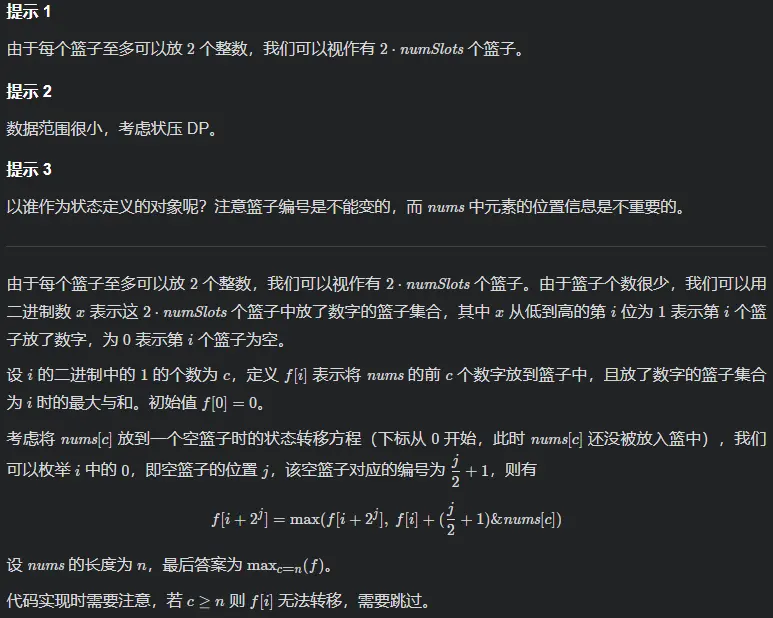 提示 1
由于每个篮子至多可以放 2 个整数，我们可以视作有 2 · numSlots 个篮子。
提示 2
数据范围很小，考虑状压 DP。
提示 3
以谁作为状态定义的对象呢？注意篮子编号是不能变的，而 nums 中元素的位置信息是不重要的。
由于每个篮子至多可以放 2 个整数，我们可以视作有 2 · numSlots 个篮子。由于篮子个数很少，我们可以用
二进制数 x 表示这 2 · numSlots 个篮子中放了数字的篮子集合，其中 x 从低到高的第 i 位为 1 表示第 i 个篮
子放了数字，为 0 表示第 i 个篮子为空。
设 i 的二进制中的 1 的个数为 c，定义 f[i] 表示将 nums 的前 c 个数字放到篮子中，且放了数字的篮子集合
为 i 时的最大与和。初始值 f[0] = 0。
考虑将 nums[c] 放到一个空篮子时的状态转移方程（下标从 0 开始，此时 nums[c] 还没被放入篮中），我们
可以枚举 i 中的 0，即空篮子的位置 j，该空篮子对应的编号为 j/2 + 1，则有
f[i + 2^j] = max(f[i + 2^j], f[i] + (j/2 + 1)&nums[c])
设 nums 的长度为 n，最后答案为 max_{c=n}(f)。
代码实现时需要注意，若 c ≥ n 则 f[i] 无法转移，需要跳过。